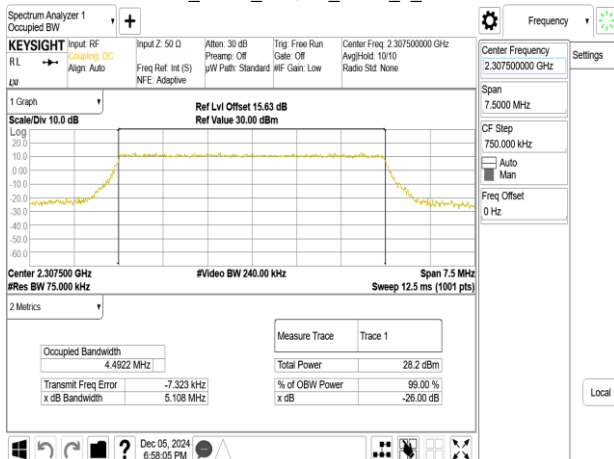 Spectrum Analyzer 1
Occupied BW
+
Frequency
KEYSIGHT
RL
Input: RF
Coupling: DC
Align: Auto
Input Z: 50 Ω
Freq Ref: Int (S)
NFE: Adaptive
Atten: 30 dB
Preamp: Off
µW Path: Standard
Trig: Free Run
Gate: Off
#IF Gain: Low
Center Freq: 2.307500000 GHz
Avg|Hold: 10/10
Radio Std: None
Center Frequency
2.307500000 GHz
Settings
Span
7.5000 MHz
CF Step
750.000 kHz
Auto
Man
Freq Offset
0 Hz
Local
1 Graph
Scale/Div 10.0 dB
Ref Lvl Offset 15.63 dB
Ref Value 30.00 dBm
Log
20.0
10.0
0.00
-10.0
-20.0
-30.0
-40.0
-50.0
-60.0
Center 2.307500 GHz
#Video BW 240.00 kHz
Span 7.5 MHz
#Res BW 75.000 kHz
Sweep 12.5 ms (1001 pts)
2 Metrics
Measure Trace Trace 1
Occupied Bandwidth
4.4922 MHz
Total Power 28.2 dBm
Transmit Freq Error -7.323 kHz
% of OBW Power 99.00 %
x dB Bandwidth 5.108 MHz
x dB -26.00 dB
?
Dec 05, 2024
6:58:05 PM